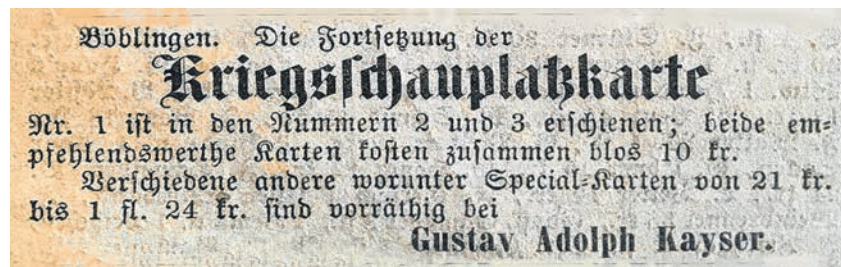 Böblingen. Die Fortsetzung der
Kriegsschauplatzkarte
Nr. 1 ist in den Nummern 2 und 3 erschienen; beide em-
pfehlendswerthe Karten kosten zusammen blos 10 kr.
Verschiedene andere worunter Special-Karten von 21 kr.
bis 1 fl. 24 kr. sind vorräthig bei
Gustav Adolph Kayser.